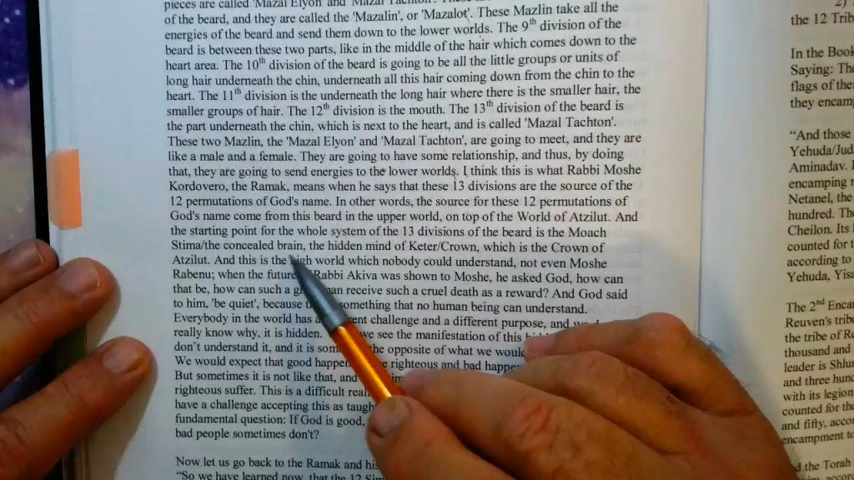 pieces are called 'Mazal Elyon' and 'Mazal Tachton'. These
of the beard, and they are called the 'Mazalin', or 'Mazalot'. These Mazlin take all the
energies of the beard and send them down to the lower worlds. The 9th division of the
beard is between these two parts, like in the middle of the hair which comes down to the
heart area. The 10th division of the beard is going to be all the little groups or units of
long hair underneath the chin, underneath all this hair coming down from the chin to the
heart. The 11th division is the underneath the long hair where there is the smaller hair, the
smaller groups of hair. The 12th division is the mouth. The 13th division of the beard is
the part underneath the chin, which is next to the heart, and is called 'Mazal Tachton'.
These two Mazlin, the 'Mazal Elyon' and 'Mazal Tachton', are going to meet, and they are
like a male and a female. They are going to have some relationship, and thus, by doing
that, they are going to send energies to the lower worlds. I think this is what Rabbi Moshe
Kordovero, the Ramak, means when he says that these 13 divisions are the source of the
12 permutations of God's name. In other words, the source for these 12 permutations of
God's name come from this beard in the upper world, on top of the World of Atzilut. And
the starting point for the whole system of the 13 divisions of the beard is the Moach
Stima/the concealed brain, the hidden mind of Keter/Crown, which is the Crown of
Atzilut. And this is the high world which nobody could understand, not even Moshe
Rabenu; when the future Rabbi Akiva was shown to Moshe, he asked God, how can
that be, how can such a man receive such a cruel death as a reward? And God said
to him, 'be quiet', because something that no human being can understand.
Everybody in the world has challenge and a different purpose, and
really know why, it is hidden. we see the manifestation of this
don't understand it, and it is the opposite of what we would
We would expect that good righteous and bad
But sometimes it is not like that, and
righteous suffer. This is a difficult
have a challenge accepting this as
fundamental question: If God is good,
bad people sometimes don't?
Now let us go back to the Ramak and
"So we have learned now, that the 12
the 12
In the Book
Saying: The
flags of
they
"And those
Yehuda/Jud
Aminadav.
encamping
Netanel, the
hundred. The
Cheilon. Its
counted for
according to
Yehuda,
The 2nd
Reuven's
the tribe of
thousand and
leader is
and three
with its legion
counted for the
and fifty,
encampment
the Torah